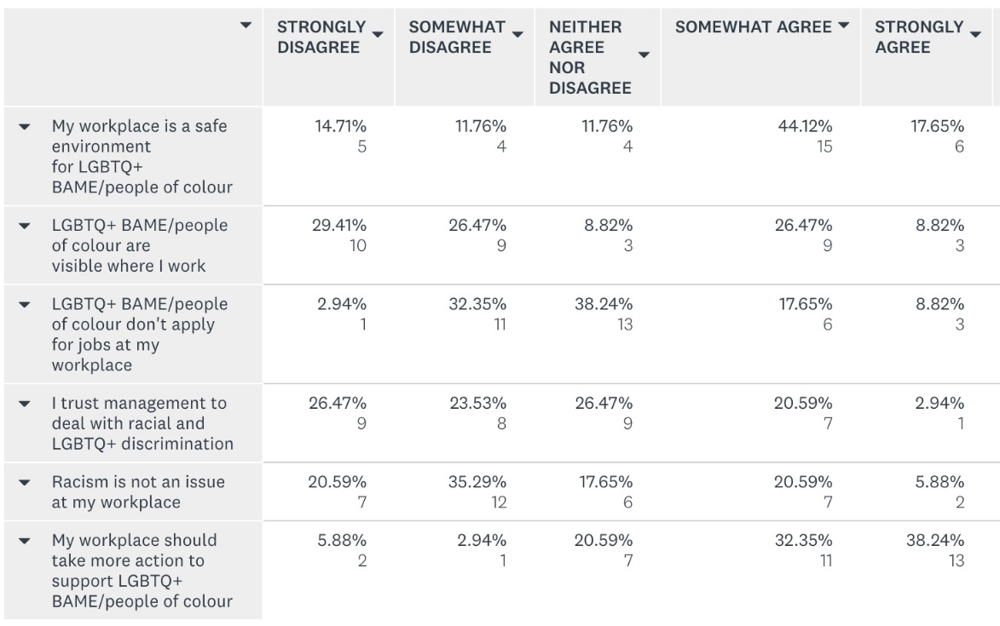 STRONGLY DISAGREE
SOMEWHAT DISAGREE
NEITHER AGREE NOR DISAGREE
SOMEWHAT AGREE
STRONGLY AGREE
My workplace is a safe
environment
for LGBTQ+
BAME/people of colour
14.71% 11.76% 11.76% 44.12% 17.65%
5 4 4 15 6
LGBTQ+ BAME/people
of colour are
visible where I work
29.41% 26.47% 8.82% 26.47% 8.82%
10 9 3 9 3
LGBTQ+ BAME/people
of colour don't apply
for jobs at my
workplace
2.94% 32.35% 38.24% 17.65% 8.82%
1 11 13 6 3
I trust management to
deal with racial and
LGBTQ+ discrimination
26.47% 23.53% 26.47% 20.59% 2.94%
9 8 9 7 1
Racism is not an issue
at my workplace
20.59% 35.29% 17.65% 20.59% 5.88%
7 12 6 7 2
My workplace should
take more action to
support LGBTQ+
BAME/people of colour
5.88% 2.94% 20.59% 32.35% 38.24%
2 1 7 11 13